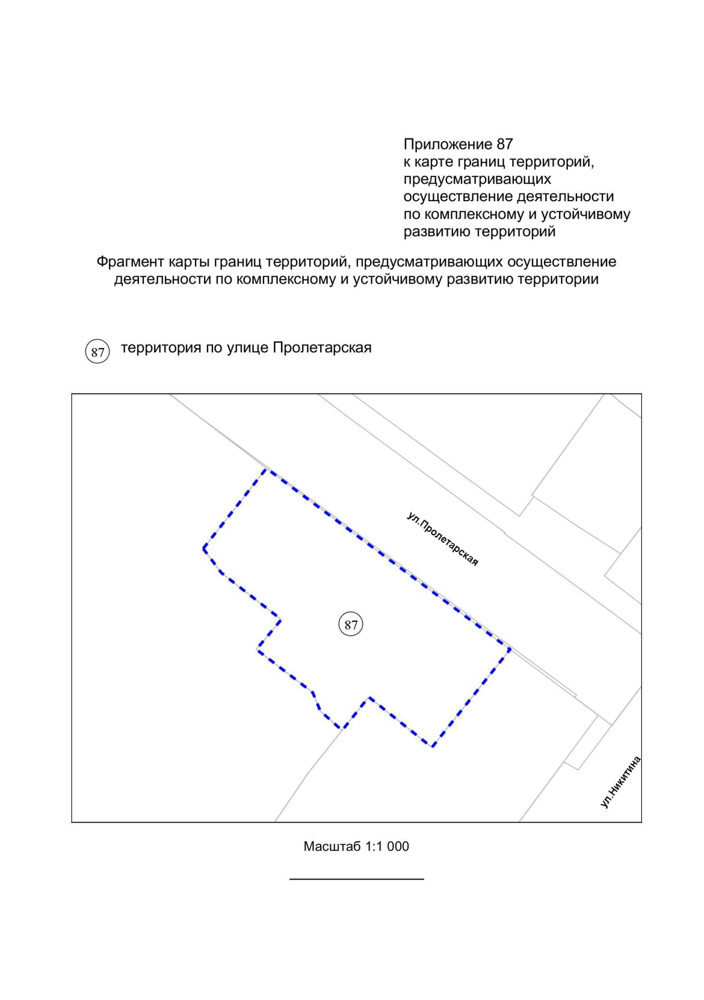 Приложение 87
к карте границ территорий,
предусматривающих
осуществление деятельности
по комплексному и устойчивому
развитию территорий
Фрагмент карты границ территорий, предусматривающих осуществление
деятельности по комплексному и устойчивому развитию территории
87 территория по улице Пролетарская
ул.Пролетарская
87
ул.Никитина
Масштаб 1:1 000